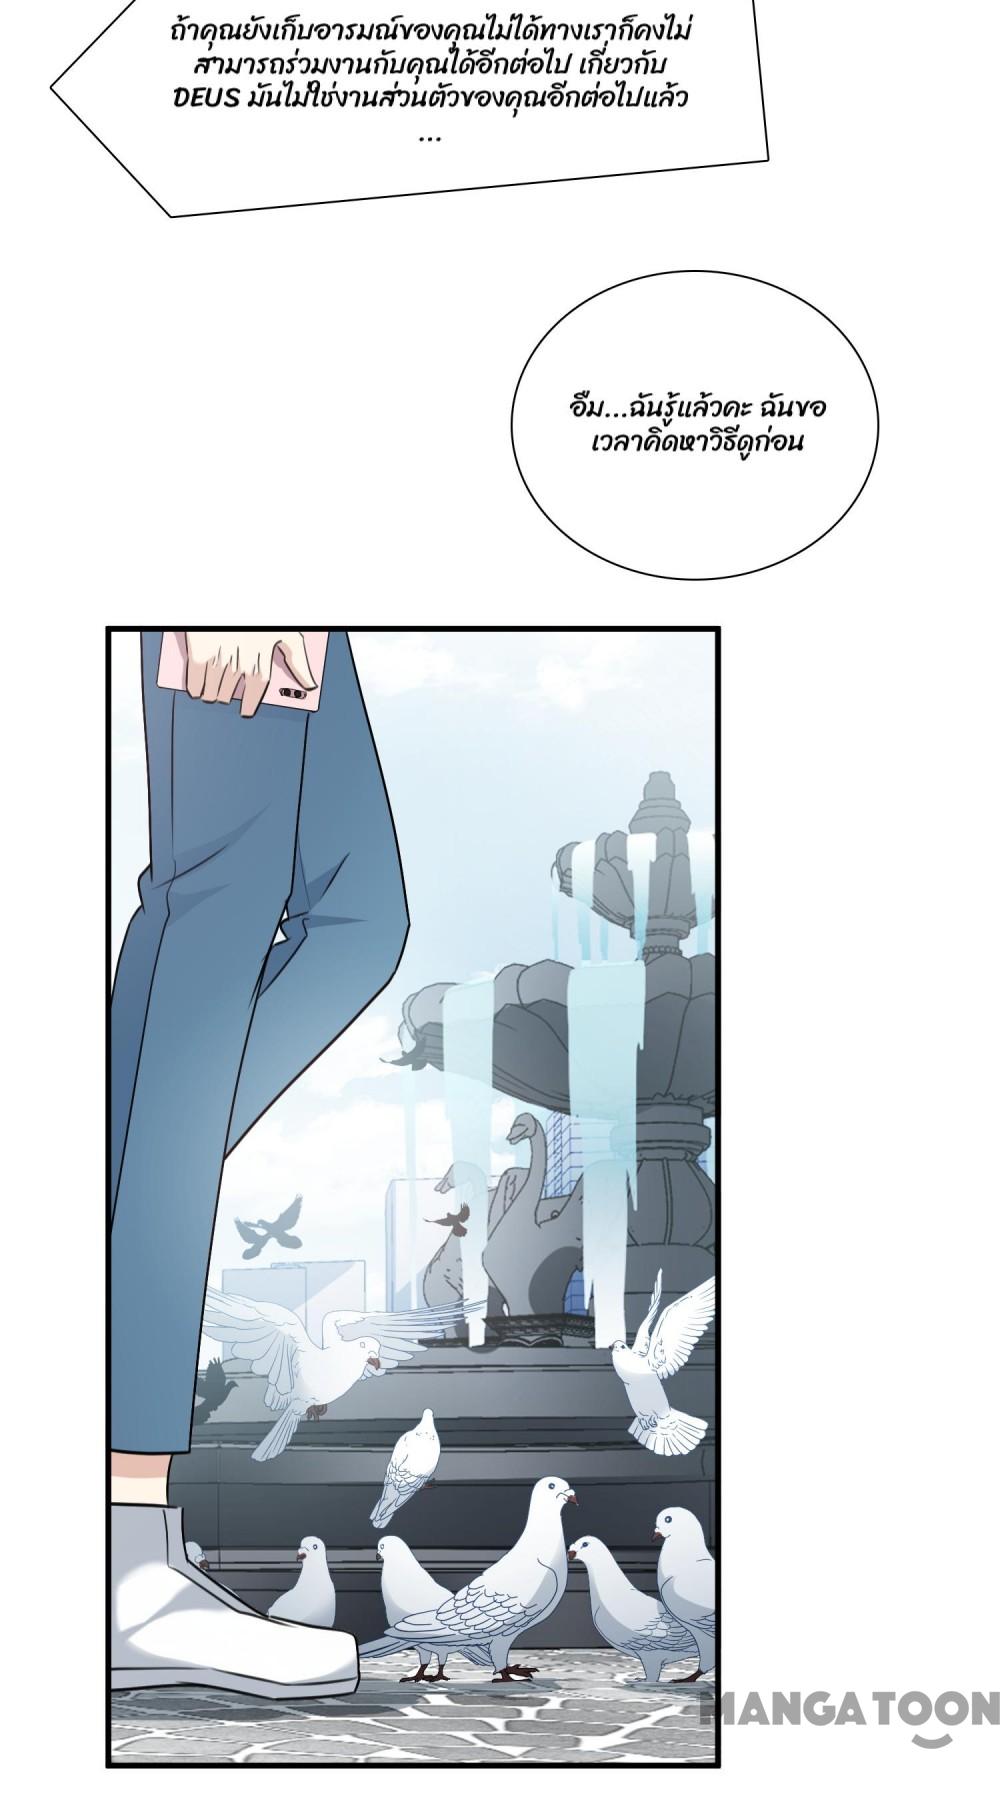 ถ้าคุณยังเก็บอารมณ์ของคุณไม่ได้ทางเราก็คงไม่
สามารถร่วมงานกับคุณได้อีกต่อไป เกี่ยวกับ
DEUS มันไม่ใช่งานส่วนตัวของคุณอีกต่อไปแล้ว
...
อืม...ฉันรู้แล้วคะ ฉันขอ
เวลาคิดหาวิธีดูก่อน
MANGATOON